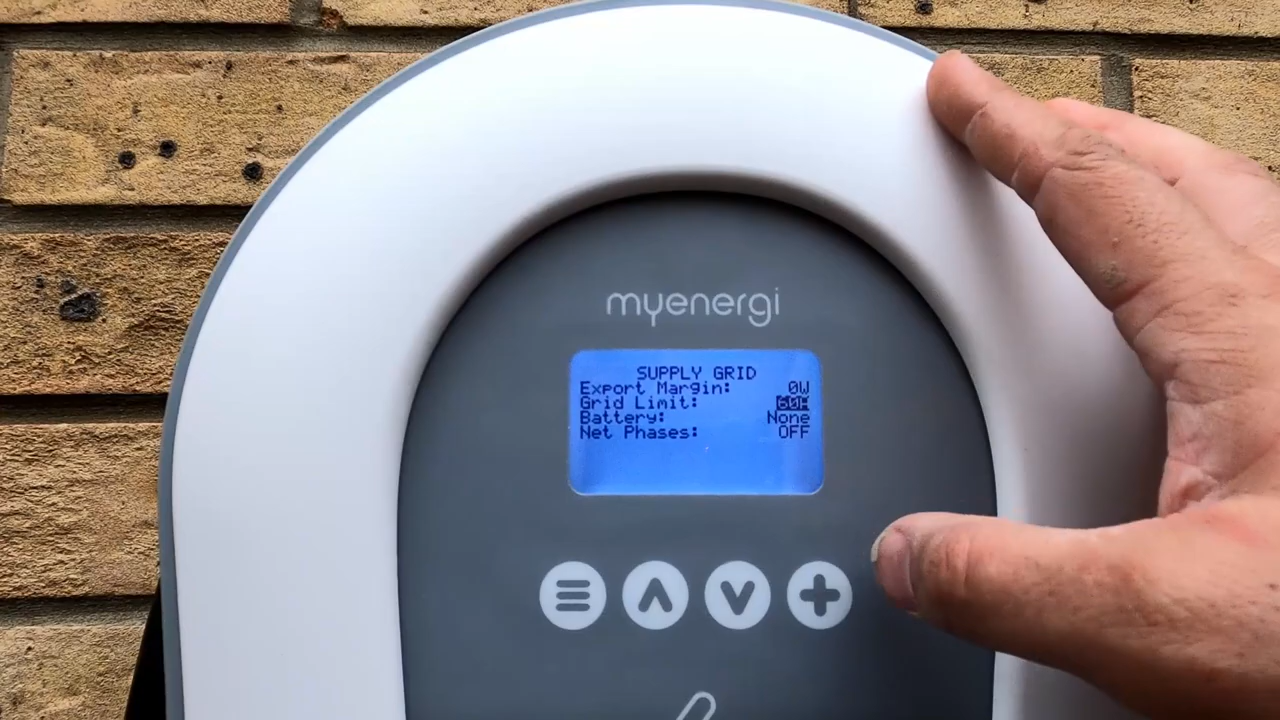 myenergi
SUPPLY GRID
Export Margin: 0W
Grid Limit: 60A
Battery: None
Net Phases: OFF